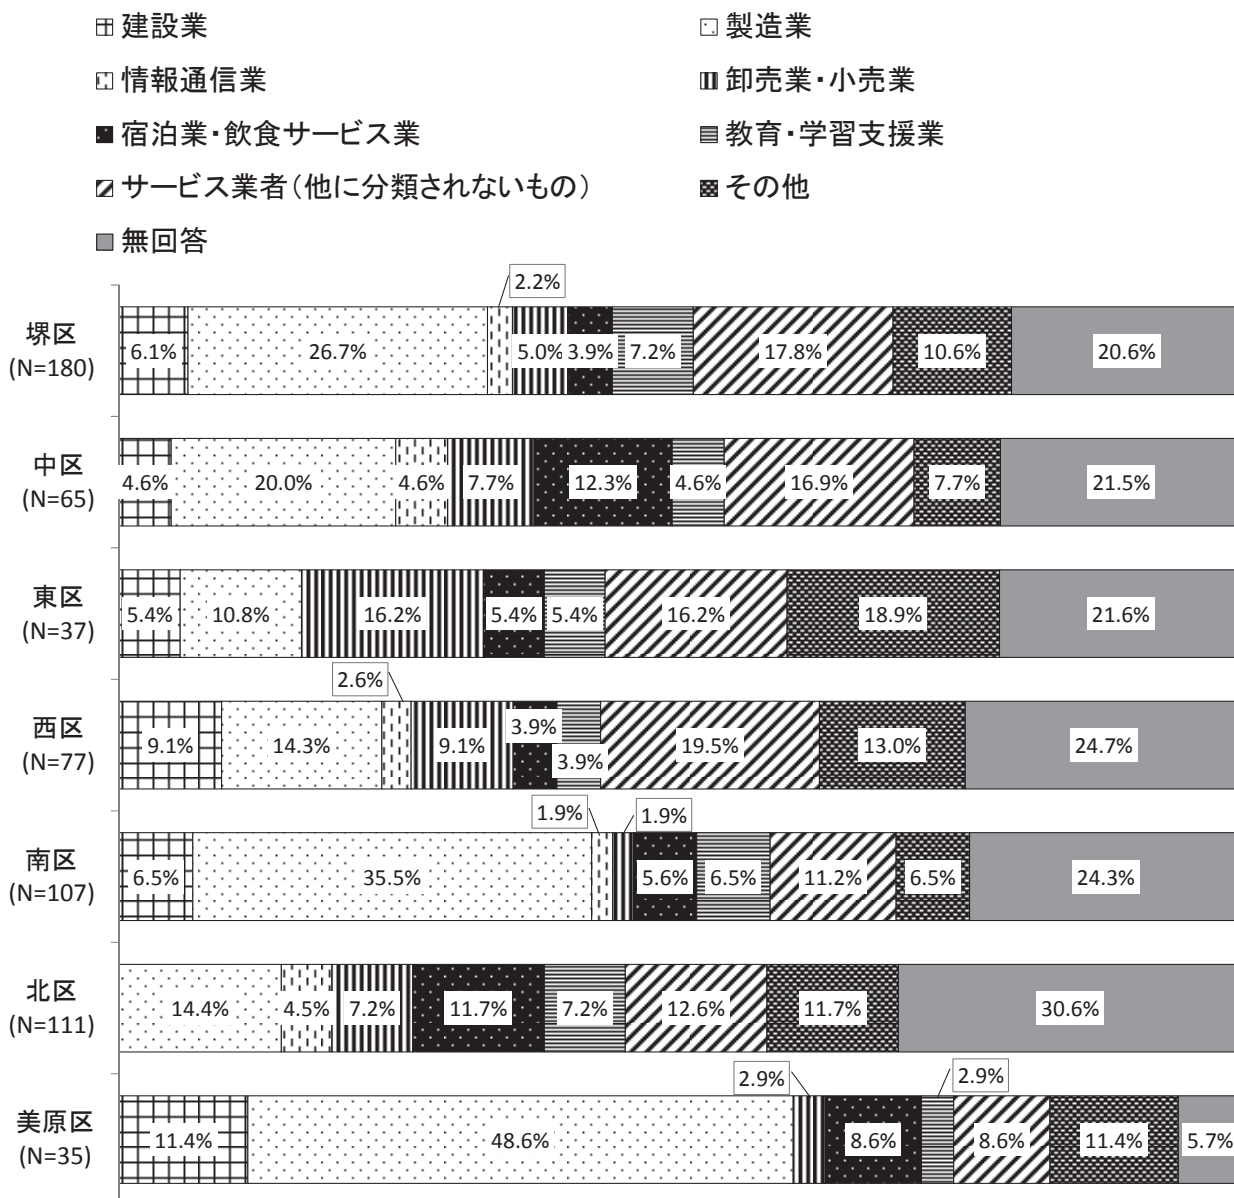 建設業
製造業
情報通信業
卸売業・小売業
宿泊業・飲食サービス業
教育・学習支援業
サービス業者（他に分類されないもの）
その他
無回答
2.2%
堺区
(N=180)
6.1% 26.7% 5.0% 3.9% 7.2% 17.8% 10.6% 20.6%
中区
(N=65)
4.6% 20.0% 4.6% 7.7% 12.3% 4.6% 16.9% 7.7% 21.5%
東区
(N=37)
5.4% 10.8% 16.2% 5.4% 5.4% 16.2% 18.9% 21.6%
2.6%
西区
(N=77)
9.1% 14.3% 9.1% 3.9% 3.9% 19.5% 13.0% 24.7%
1.9% 1.9%
南区
(N=107)
6.5% 35.5% 5.6% 6.5% 11.2% 6.5% 24.3%
北区
(N=111)
14.4% 4.5% 7.2% 11.7% 7.2% 12.6% 11.7% 30.6%
2.9% 2.9%
美原区
(N=35)
11.4% 48.6% 8.6% 8.6% 11.4% 5.7%